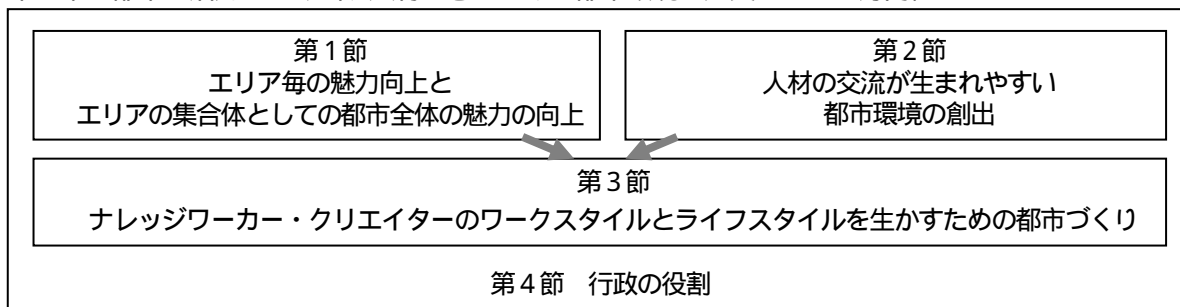 第1節
エリア毎の魅力向上と
エリアの集合体としての都市全体の魅力の向上
第2節
人材の交流が生まれやすい
都市環境の創出
第3節
ナレッジワーカー・クリエイターのワークスタイルとライフスタイルを生かすための都市づくり
第4節 行政の役割